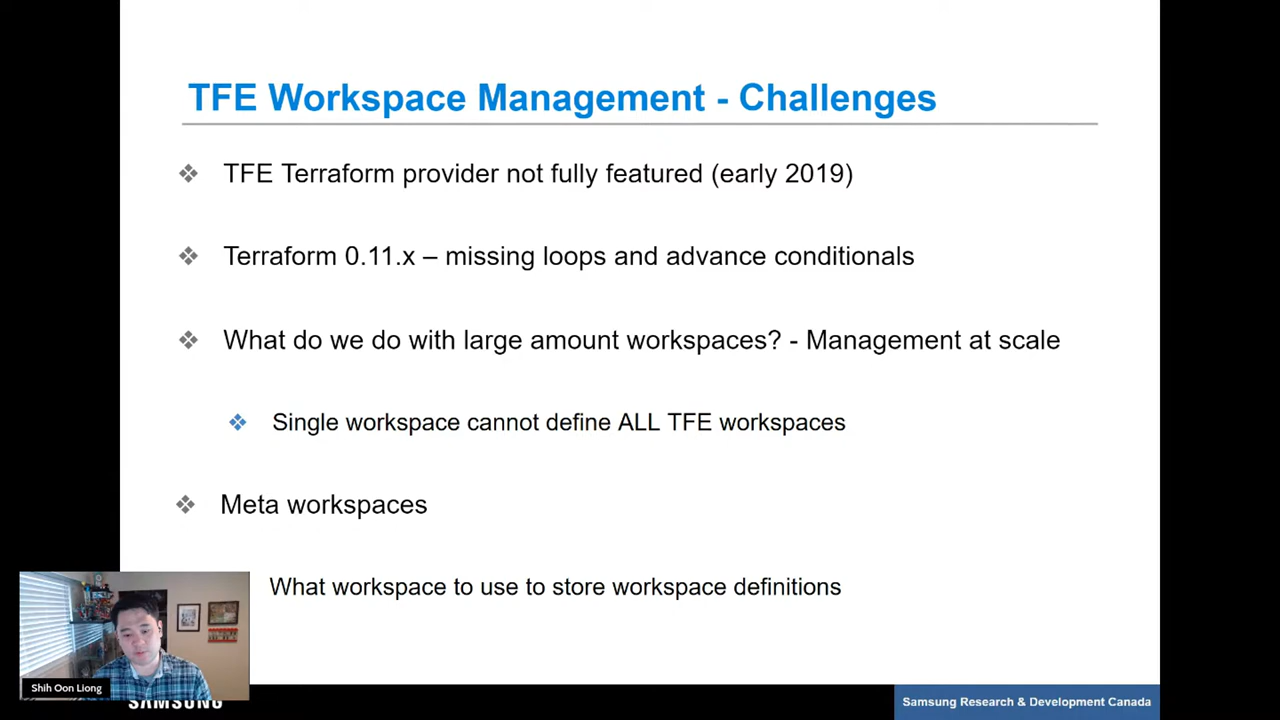 TFE Workspace Management - Challenges
TFE Terraform provider not fully featured (early 2019)
Terraform 0.11.x – missing loops and advance conditionals
What do we do with large amount workspaces? - Management at scale
Single workspace cannot define ALL TFE workspaces
Meta workspaces
What workspace to use to store workspace definitions
Shih Oon Liong
SAMSUNG
Samsung Research & Development Canada